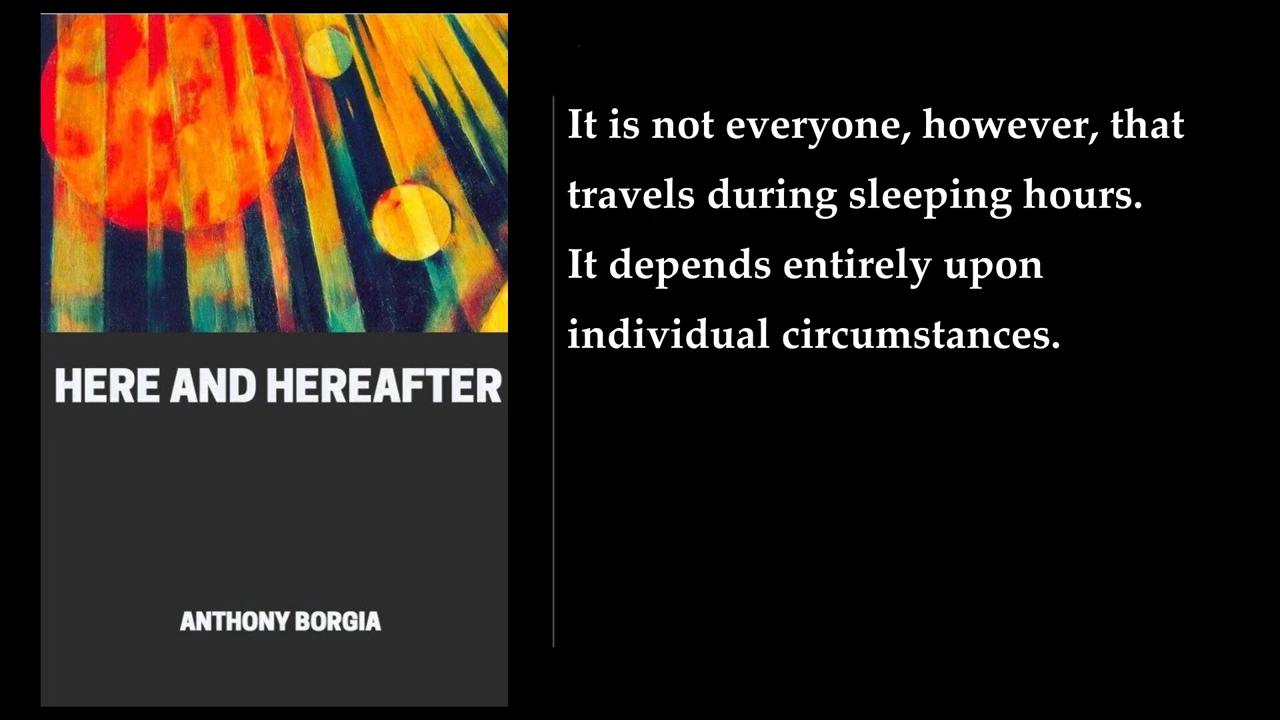 HERE AND HEREAFTER
ANTHONY BORGIA
It is not everyone, however, that
travels during sleeping hours.
It depends entirely upon
individual circumstances.